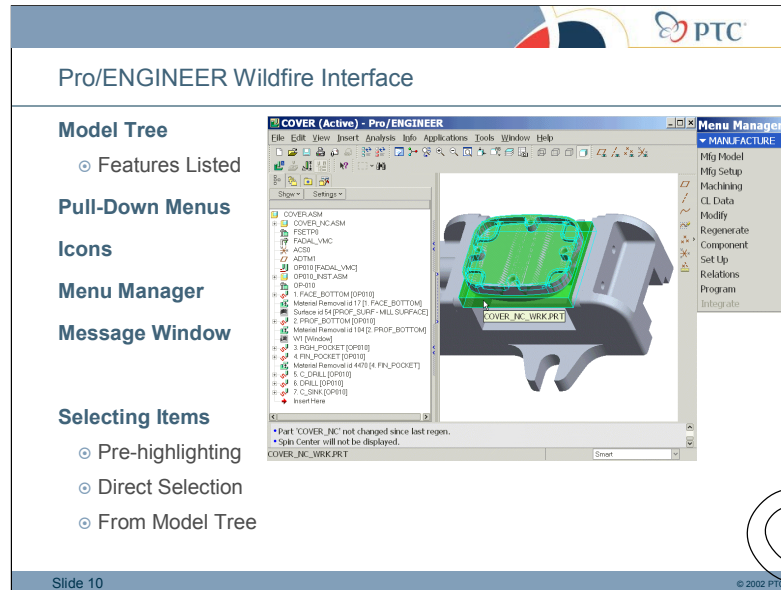 PTC
Pro/ENGINEER Wildfire Interface
Model Tree
Features Listed
Pull-Down Menus
Icons
Menu Manager
Message Window
Selecting Items
Pre-highlighting
Direct Selection
From Model Tree
COVER (Active) - Pro/ENGINEER
File Edit View Insert Analysis Info Applications Tools Window Help
Show Settings
COVER.ASM
COVER_NC.ASM
FSETP0
FADAL_VMC
ACS0
ADTM1
OP010 [FADAL_VMC]
OP010_INST.ASM
OP-010
1. FACE_BOTTOM [OP010]
Material Removal id 17 [1. FACE_BOTTOM]
Surface id 54 [PROF_SURF - MILL SURFACE]
2. PROF_BOTTOM [OP010]
Material Removal id 104 [2. PROF_BOTTOM]
W1 [Window]
3. RGH_POCKET [OP010]
4. FIN_POCKET [OP010]
Material Removal id 4470 [4. FIN_POCKET]
5. C_DRILL [OP010]
6. DRILL [OP010]
7. C_SINK [OP010]
Insert Here
COVER_NC_WRK.PRT
• Part 'COVER_NC' not changed since last regen.
• Spin Center will not be displayed.
COVER_NC_WRK.PRT
Smart
Menu Manager
MANUFACTURE
Mfg Model
Mfg Setup
Machining
CL Data
Modify
Regenerate
Component
Set Up
Relations
Program
Integrate
Slide 10
© 2002 PTC